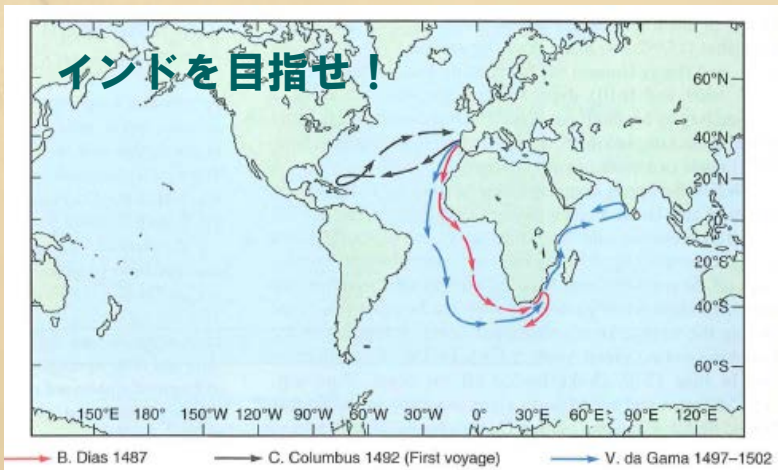 インドを目指せ！
60°N
40°N
20°N
0°
20°S
40°S
60°S
150°E 180° 150°W 120°W 90°W 60°W 30°W 0° 30°E 60°E 90°E 120°E
B. Dias 1487 C. Columbus 1492 (First voyage) V. da Gama 1497–1502